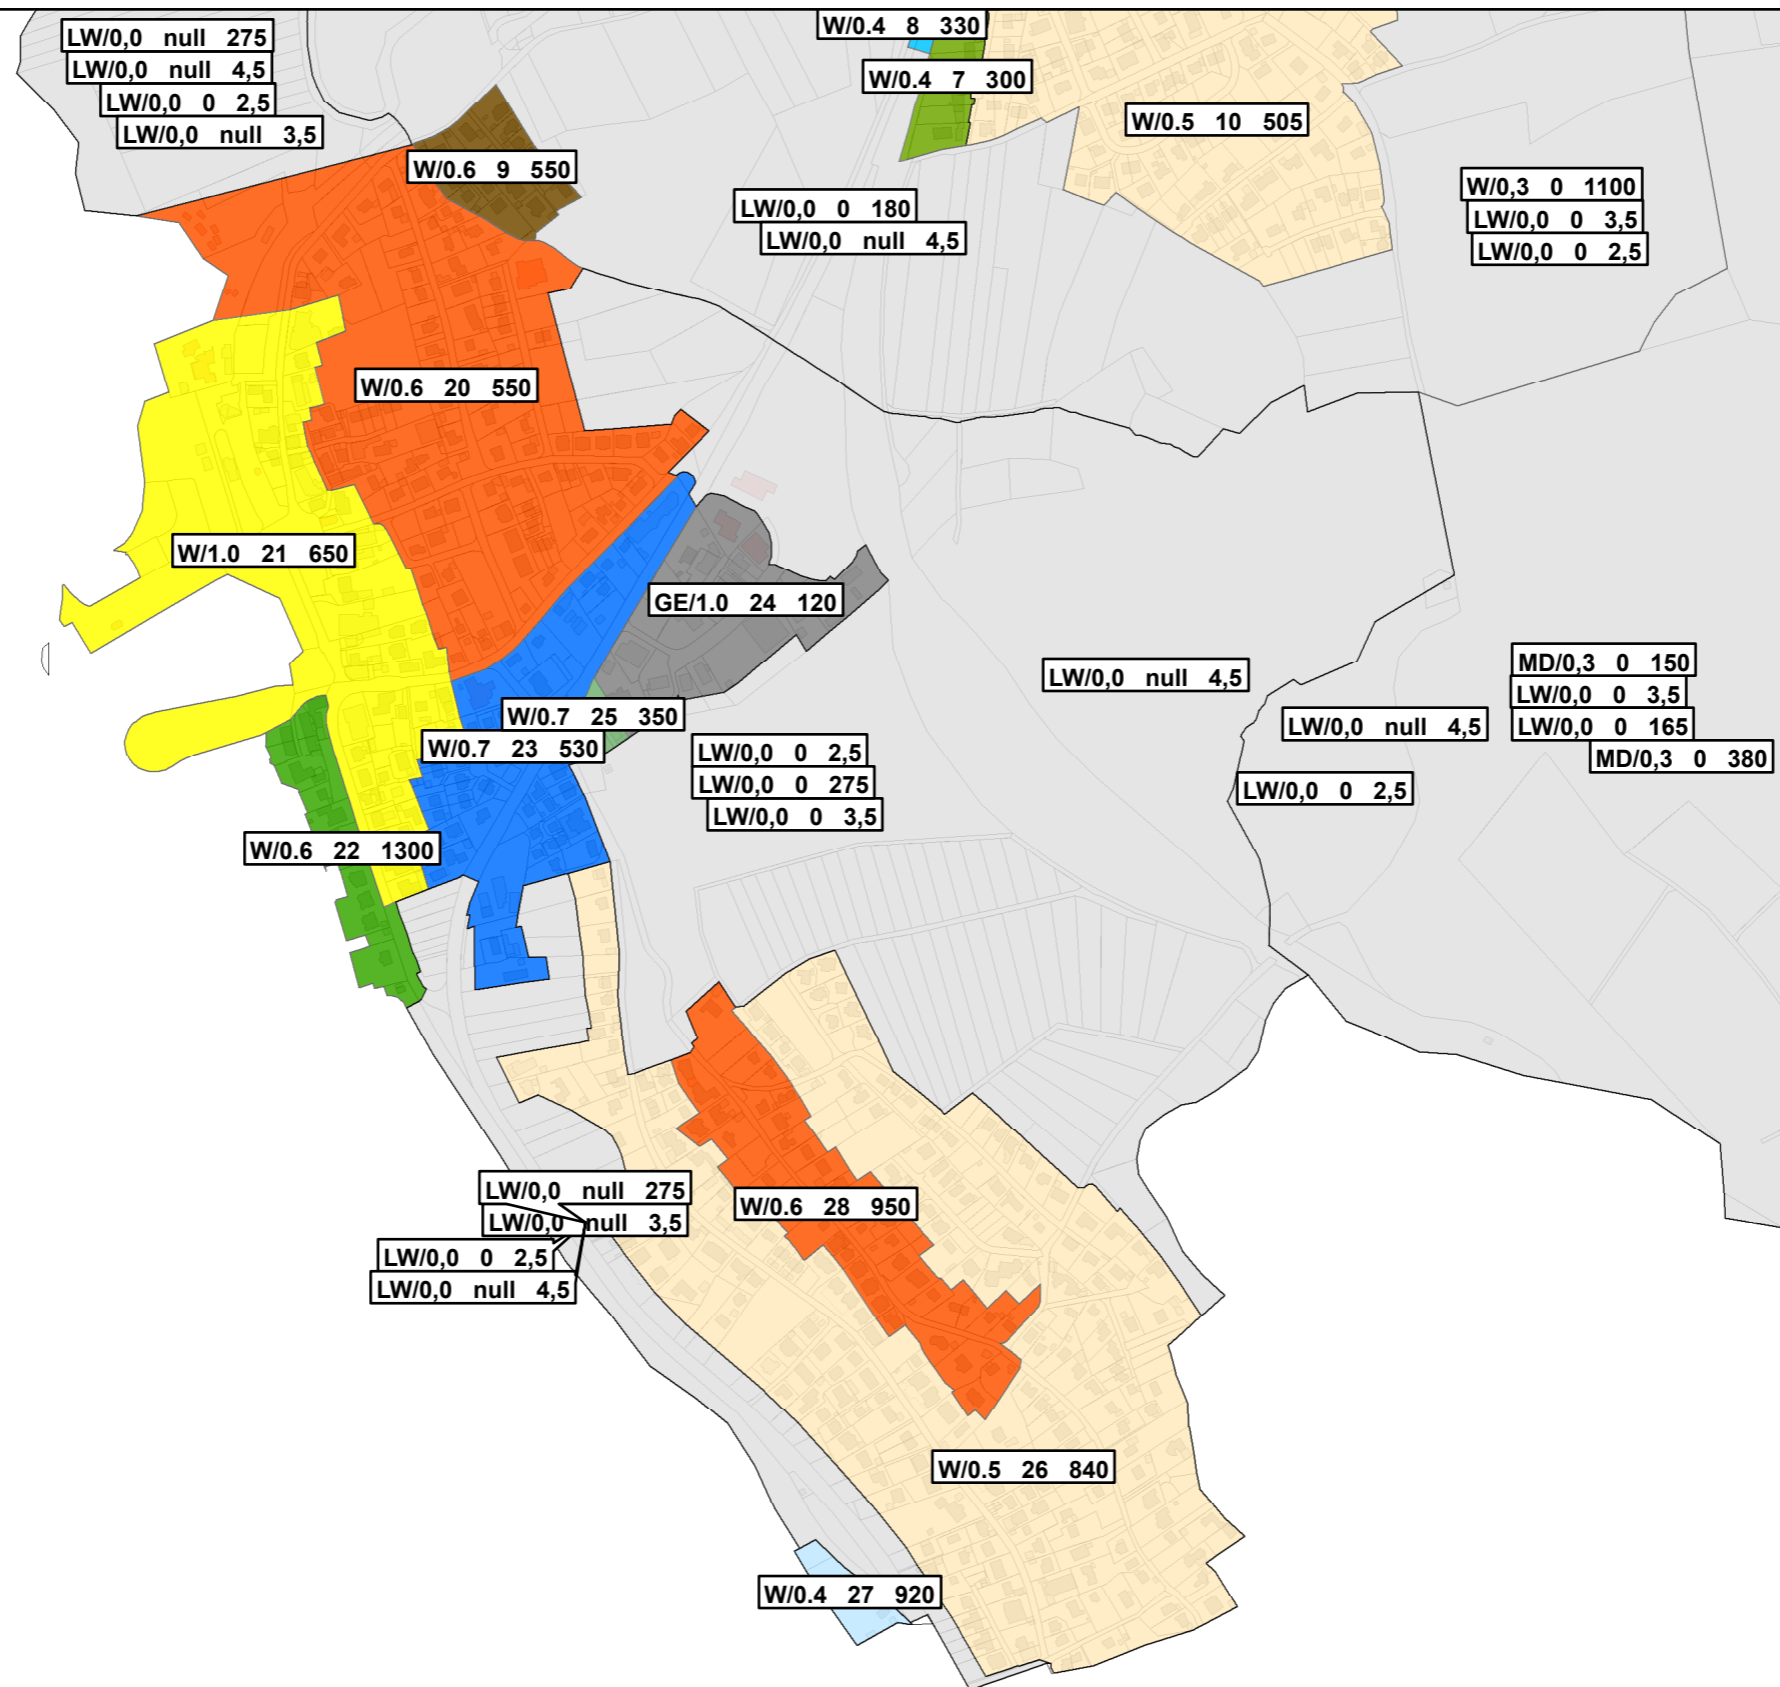 W/0.4 8 330
LW/0,0 null 275
LW/0,0 null 4,5
LW/0,0 0 2,5
LW/0,0 null 3,5
W/0.4 7 300
W/0.5 10 505
W/0.6 9 550
LW/0,0 0 180
LW/0,0 null 4,5
W/0,3 0 1100
LW/0,0 0 3,5
LW/0,0 0 2,5
W/0.6 20 550
W/1.0 21 650
GE/1.0 24 120
LW/0,0 null 4,5
MD/0,3 0 150
LW/0,0 0 3,5
LW/0,0 0 165
MD/0,3 0 380
LW/0,0 null 4,5
LW/0,0 0 2,5
W/0.7 25 350
W/0.7 23 530
LW/0,0 0 2,5
LW/0,0 0 275
LW/0,0 0 3,5
W/0.6 22 1300
LW/0,0 null 275
LW/0,0 null 3,5
LW/0,0 0 2,5
LW/0,0 null 4,5
W/0.6 28 950
W/0.5 26 840
W/0.4 27 920